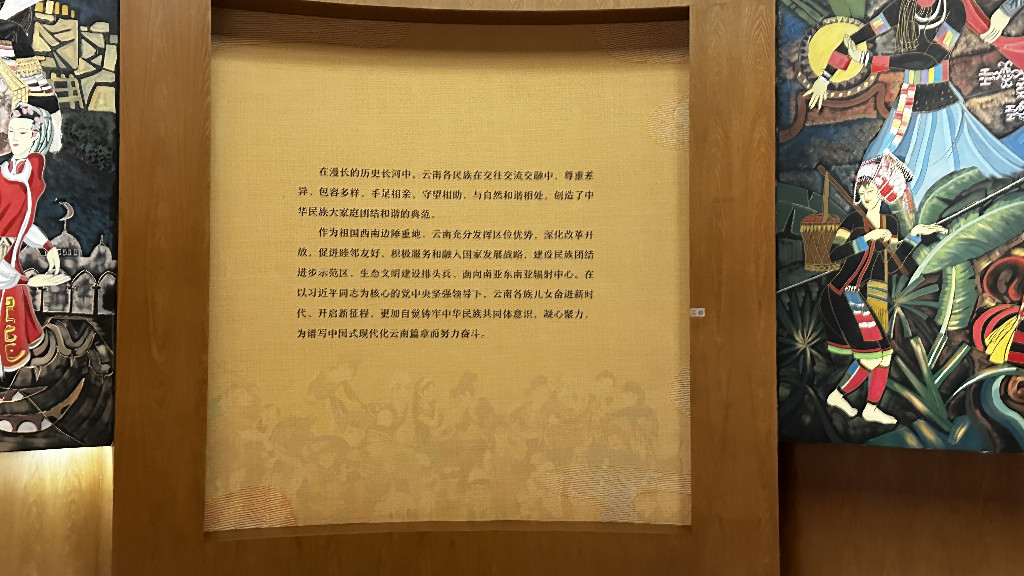 在漫长的历史长河中，云南各民族在交往交流交融中，尊重差
异、包容多样，手足相亲、守望相助，与自然和谐相处，创造了中
华民族大家庭团结和谐的典范。
作为祖国西南边陲重地，云南充分发挥区位优势，深化改革开
放，促进睦邻友好，积极服务和融入国家发展战略，建设民族团结
进步示范区、生态文明建设排头兵、面向南亚东南亚辐射中心。在
以习近平同志为核心的党中央坚强领导下，云南各族儿女奋进新时
代、开启新征程，更加自觉铸牢中华民族共同体意识，凝心聚力，
为谱写中国式现代化云南篇章而努力奋斗。